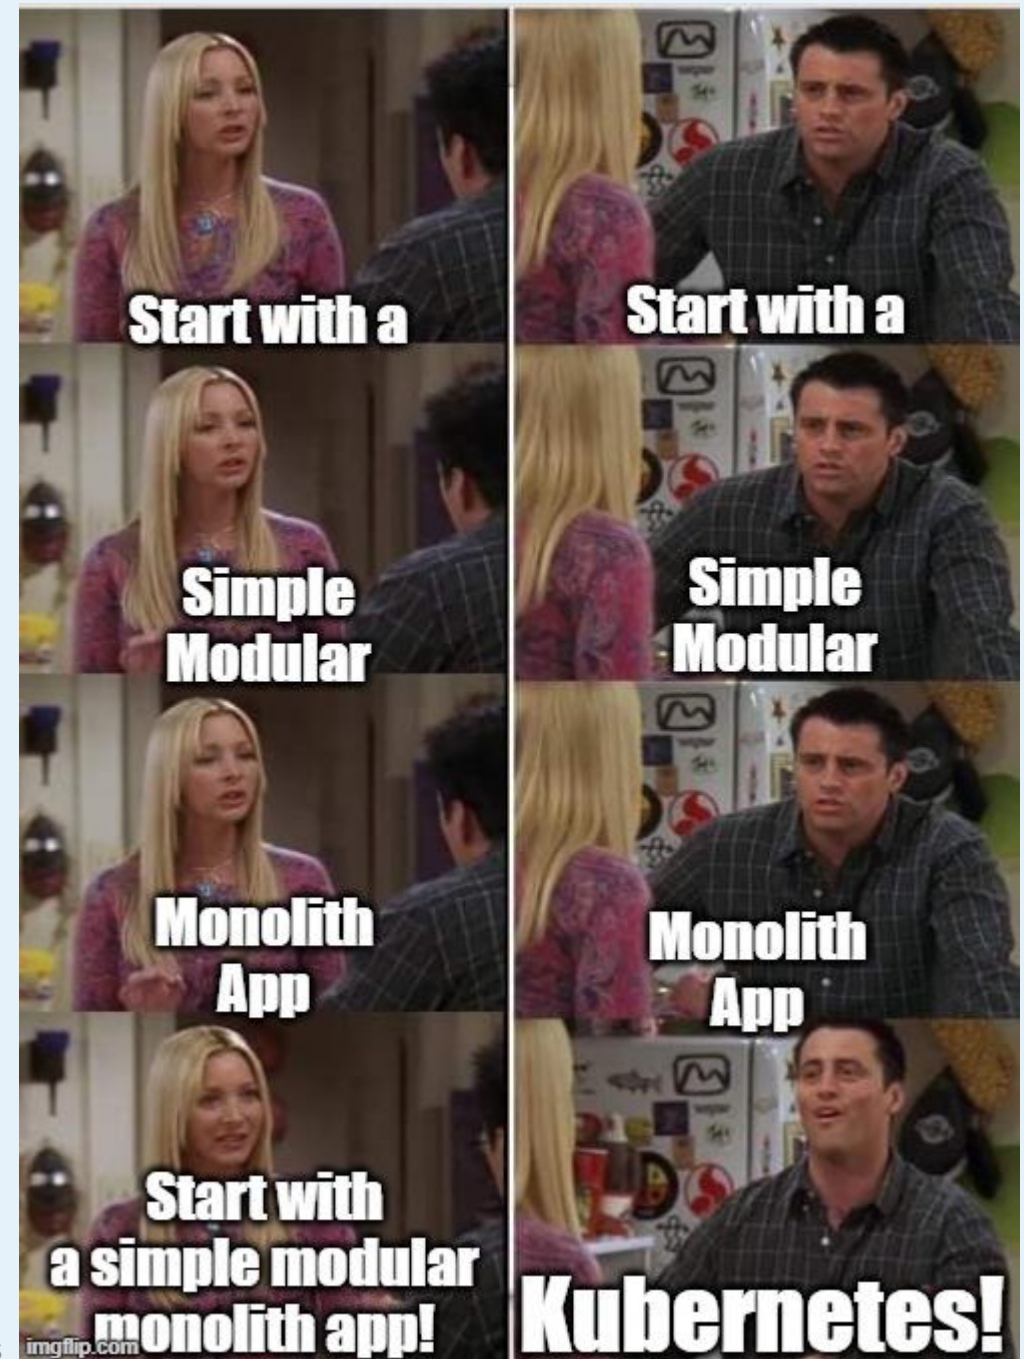 Start with a
Start with a
Simple
Modular
Simple
Modular
Monolith
App
Monolith
App
Start with
a simple modular
monolith app!
Kubernetes!
imgflip.com